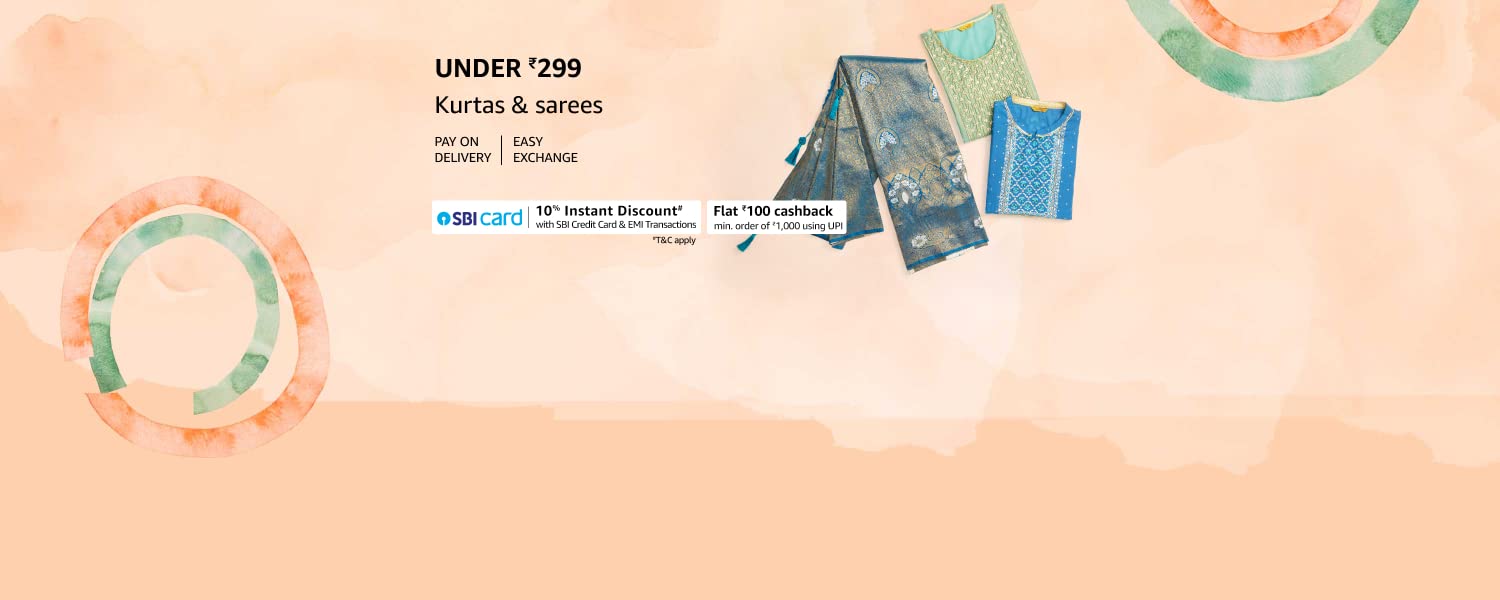 UNDER ₹299
Kurtas & sarees
PAY ON
DELIVERY
EASY
EXCHANGE
SBI card
10% Instant Discount#
with SBI Credit Card & EMI Transactions
#T&C apply
Flat ₹100 cashback
min. order of ₹1,000 using UPI